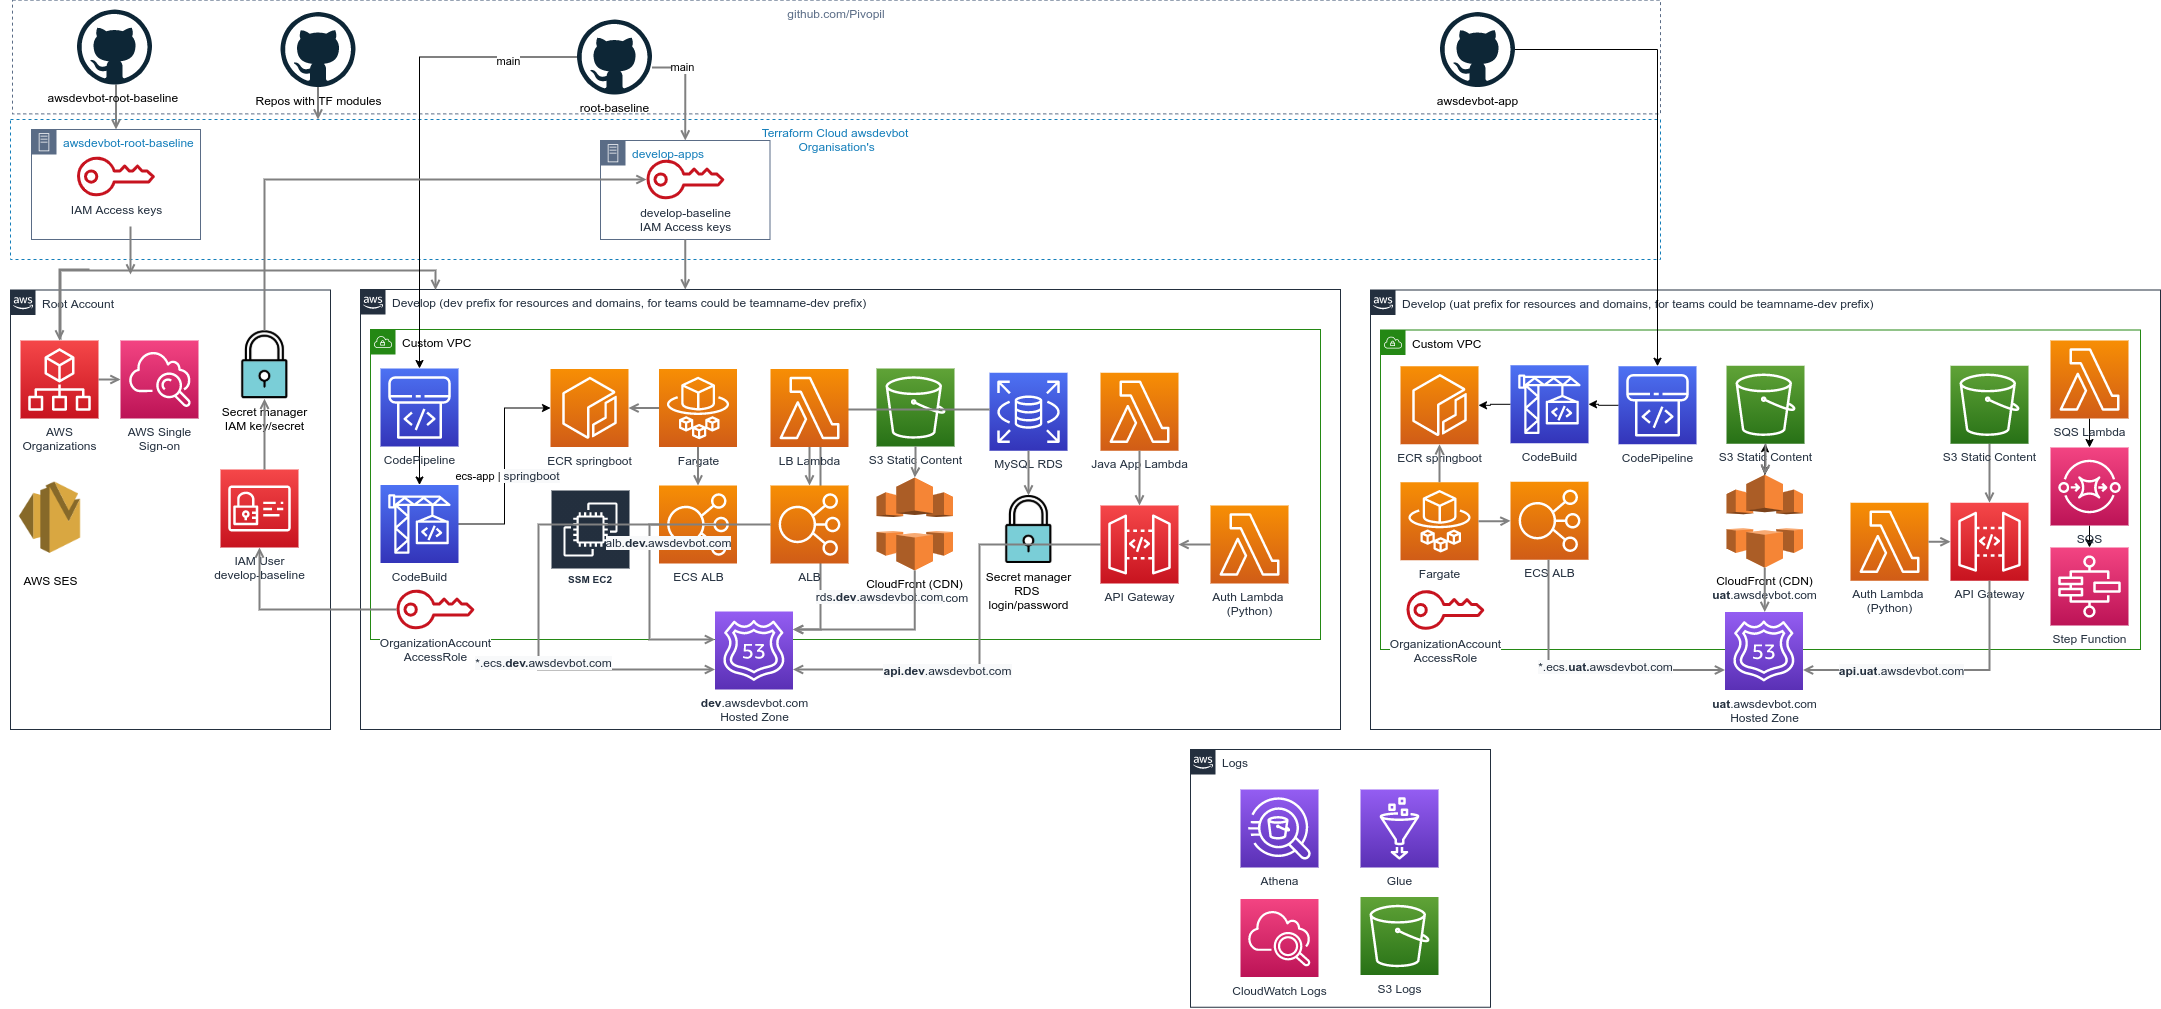 github.com/Pivopil
awsdevbot-root-baseline
Repos with TF modules
main
root-baseline
main
awsdevbot-app
awsdevbot-root-baseline
IAM Access keys
develop-apps
develop-baseline
IAM Access keys
Terraform Cloud awsdevbot
Organisation's
aws
Root Account
AWS
Organizations
AWS Single
Sign-on
Secret manager
IAM key/secret
AWS SES
IAM User
develop-baseline
aws
Develop (dev prefix for resources and domains, for teams could be teamname-dev prefix)
Custom VPC
CodePipeline
ECR springboot
Fargate
LB Lambda
S3 Static Content
MySQL RDS
Java App Lambda
ecs-app | springboot
CodeBuild
SSM EC2
alb.dev.awsdevbot.com
ECS ALB
ALB
CloudFront (CDN)
rds.dev.awsdevbot.com
.com
Secret manager
RDS
login/password
API Gateway
Auth Lambda
(Python)
OrganizationAccount
AccessRole
*.ecs.dev.awsdevbot.com
53
api.dev.awsdevbot.com
dev.awsdevbot.com
Hosted Zone
aws
Develop (uat prefix for resources and domains, for teams could be teamname-dev prefix)
Custom VPC
ECR springboot
CodeBuild
CodePipeline
S3 Static Content
S3 Static Content
SQS Lambda
SQS
Fargate
ECS ALB
CloudFront (CDN)
uat.awsdevbot.com
Auth Lambda
(Python)
API Gateway
Step Function
OrganizationAccount
AccessRole
*.ecs.uat.awsdevbot.com
53
api.uat.awsdevbot.com
uat.awsdevbot.com
Hosted Zone
aws
Logs
Athena
Glue
CloudWatch Logs
S3 Logs